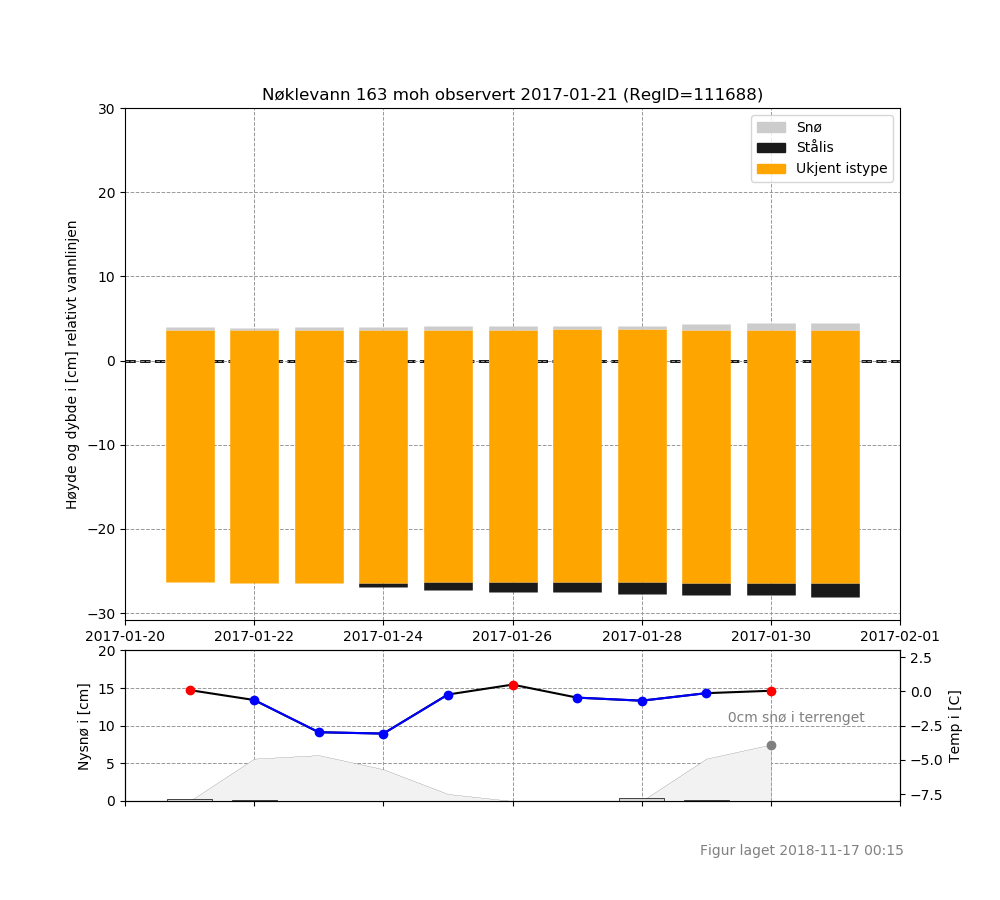 Nøklevann 163 moh observert 2017-01-21 (RegID=111688)
Snø
Stålis
Ukjent istype
Høyde og dybde i [cm] relativt vannlinjen
30
20
10
0
−10
−20
−30
2017-01-20 2017-01-22 2017-01-24 2017-01-26 2017-01-28 2017-01-30 2017-02-01
Nysnø i [cm]
20
15
10
5
0
0cm snø i terrenget
2.5
0.0
−2.5
−5.0
−7.5
Temp i [C]
Figur laget 2018-11-17 00:15